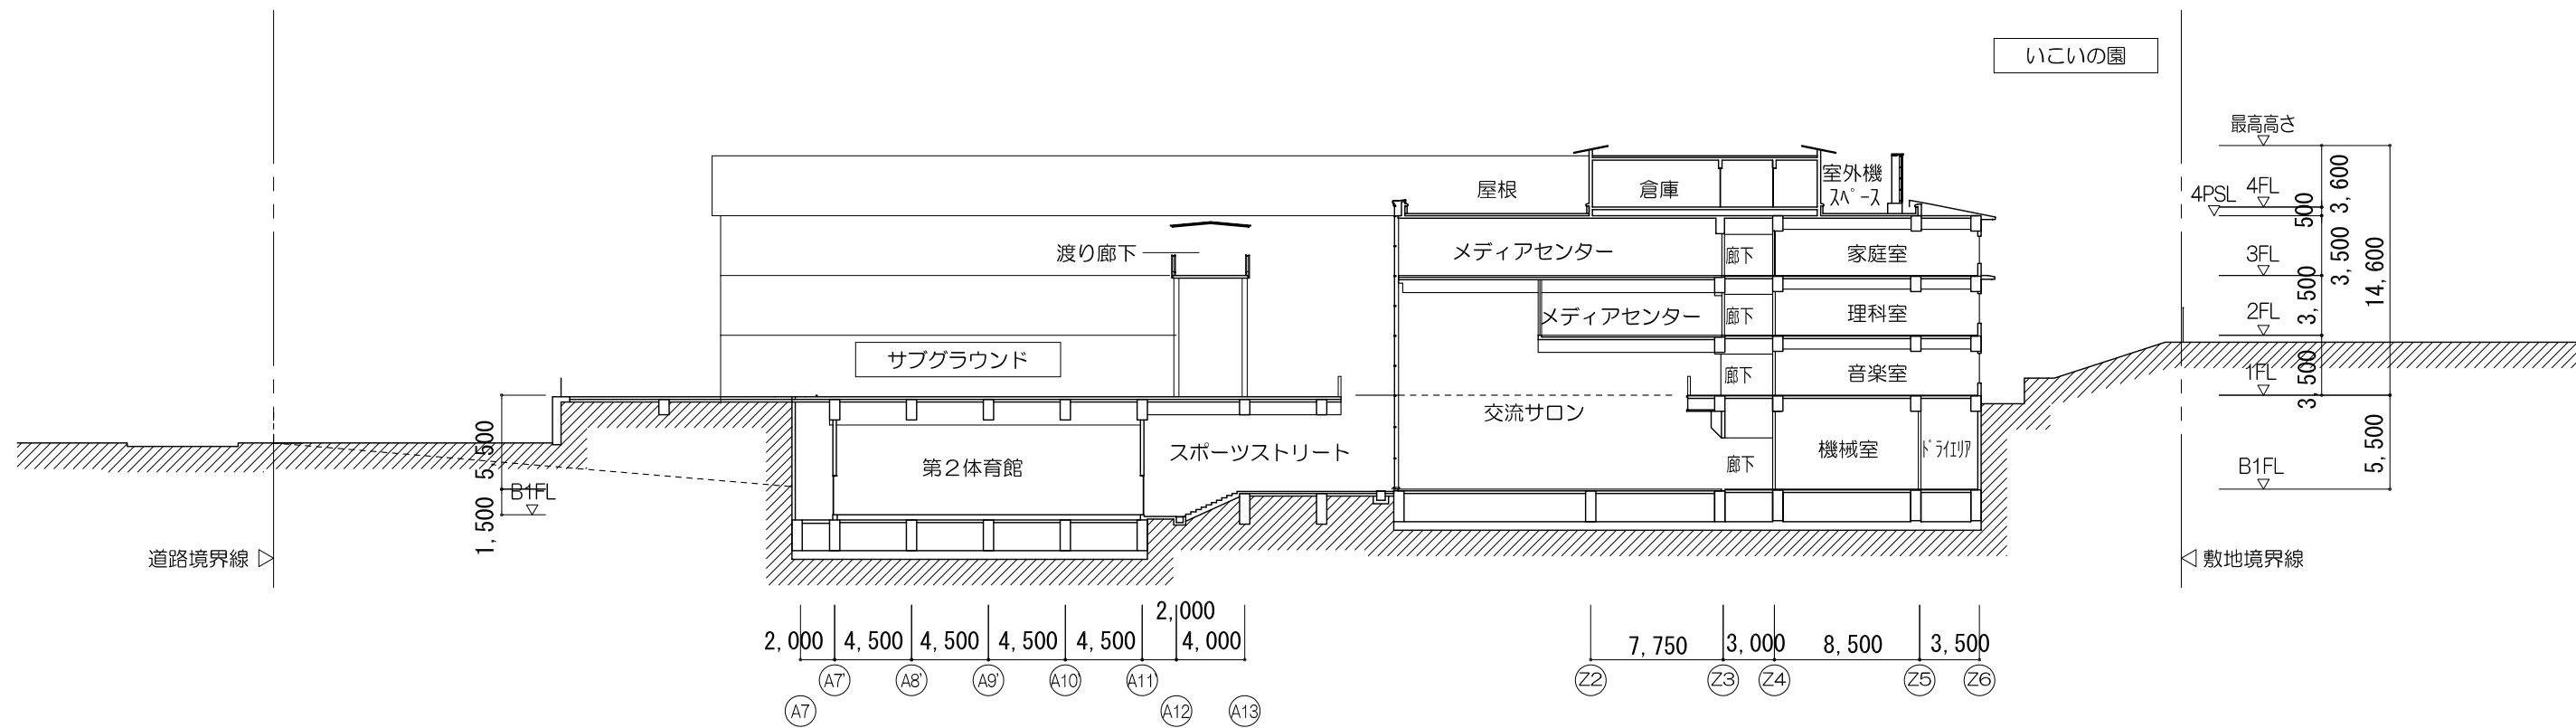 いこいの園
最高高さ
4PSL
4FL
3FL
2FL
1FL
B1FL
3,600
500
3,500
3,500
3,500
14,600
5,500
屋根
倉庫
室外機
ｽﾍﾟｰｽ
渡り廊下
メディアセンター
廊下
家庭室
メディアセンター
廊下
理科室
サブグラウンド
廊下
音楽室
交流サロン
スポーツストリート
第２体育館
廊下
機械室
ﾄﾞﾗｲｴﾘｱ
5,500
1,500
B1FL
道路境界線
敷地境界線
2,000
4,500
4,500
4,500
4,500
2,000
4,000
7,750
3,000
8,500
3,500
A7'
A8'
A9'
A10'
A11'
Z2
Z3
Z4
Z5
Z6
A7
A12
A13